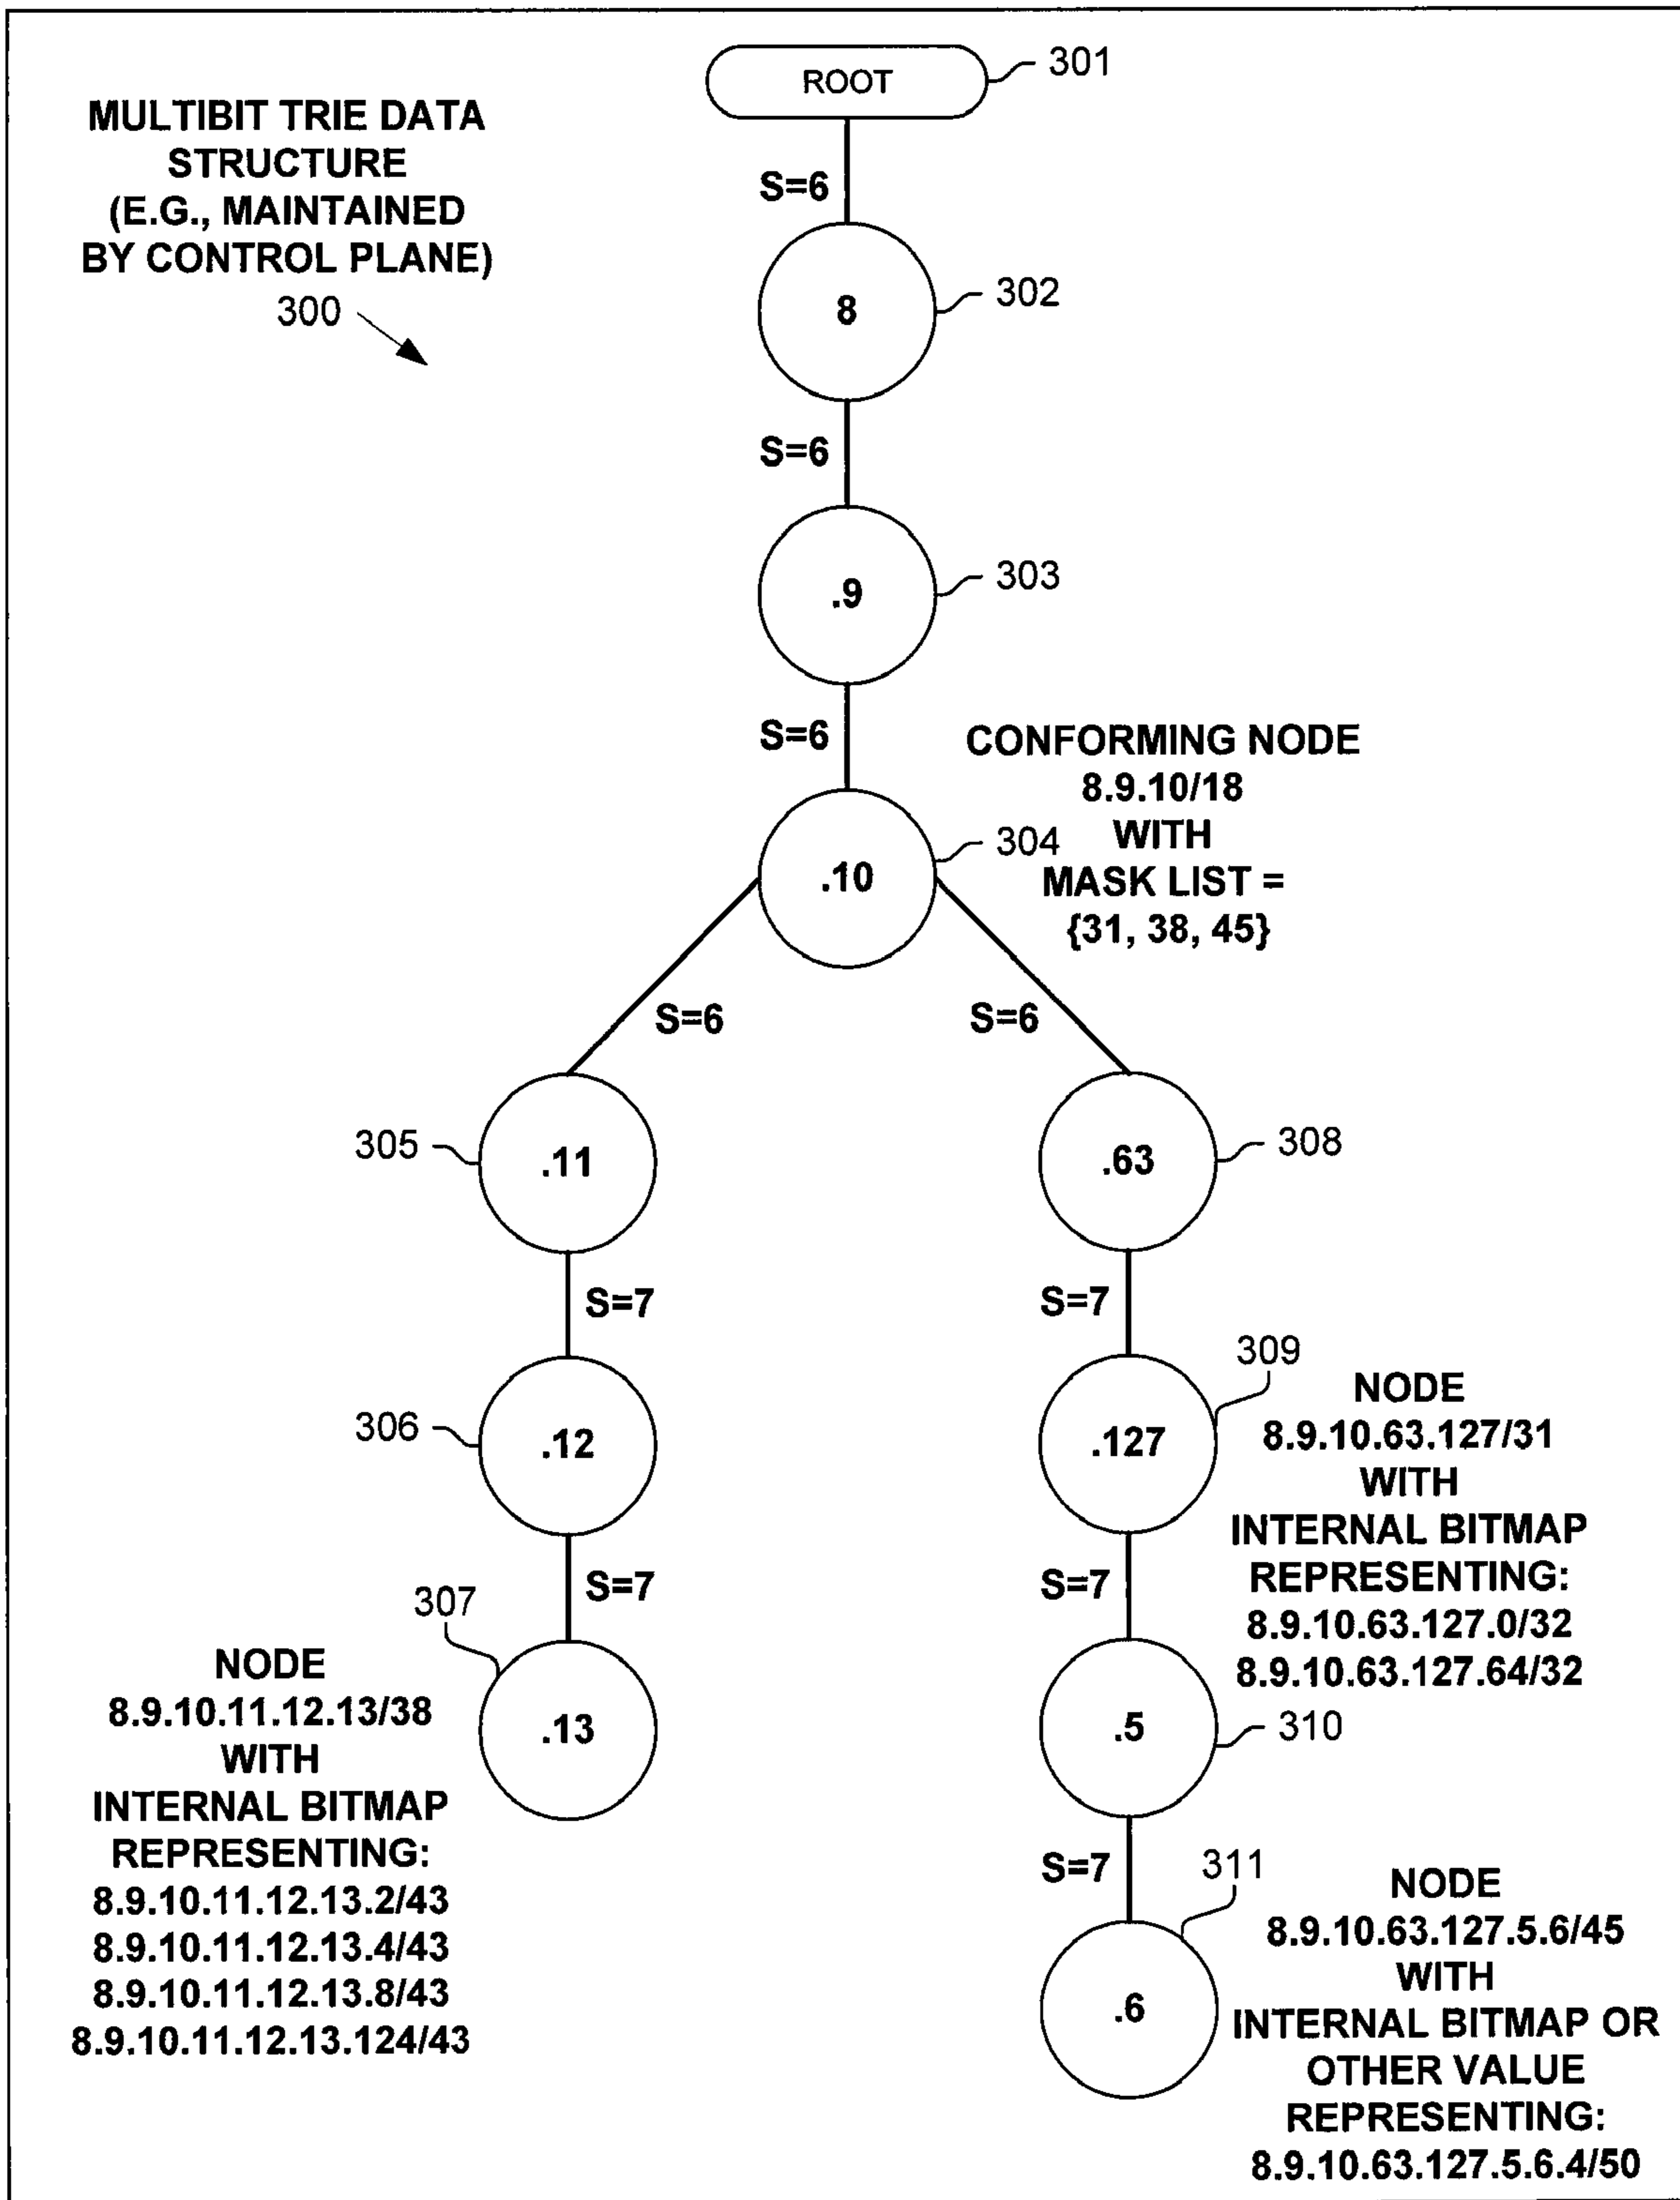 ROOT
301
MULTIBIT TRIE DATA
STRUCTURE
(E.G., MAINTAINED
BY CONTROL PLANE)
300
S=6
8
302
S=6
.9
303
S=6
CONFORMING NODE
8.9.10/18
WITH
MASK LIST =
{31, 38, 45}
.10
304
S=6
S=6
305
.11
.63
308
S=7
S=7
306
.12
.127
309
NODE
8.9.10.63.127/31
WITH
INTERNAL BITMAP
REPRESENTING:
8.9.10.63.127.0/32
8.9.10.63.127.64/32
S=7
S=7
307
.13
NODE
8.9.10.11.12.13/38
WITH
INTERNAL BITMAP
REPRESENTING:
8.9.10.11.12.13.2/43
8.9.10.11.12.13.4/43
8.9.10.11.12.13.8/43
8.9.10.11.12.13.124/43
.5
310
S=7
311
.6
NODE
8.9.10.63.127.5.6/45
WITH
INTERNAL BITMAP OR
OTHER VALUE
REPRESENTING:
8.9.10.63.127.5.6.4/50